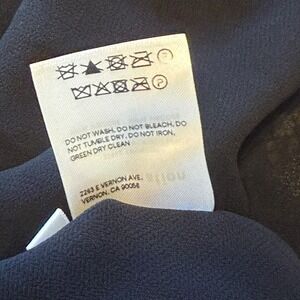 DO NOT WASH, DO NOT BLEACH, DO
NOT TUMBLE DRY, DO NOT IRON,
GREEN DRY CLEAN
2263 E VERNON AVE,
VERNON, CA 90058